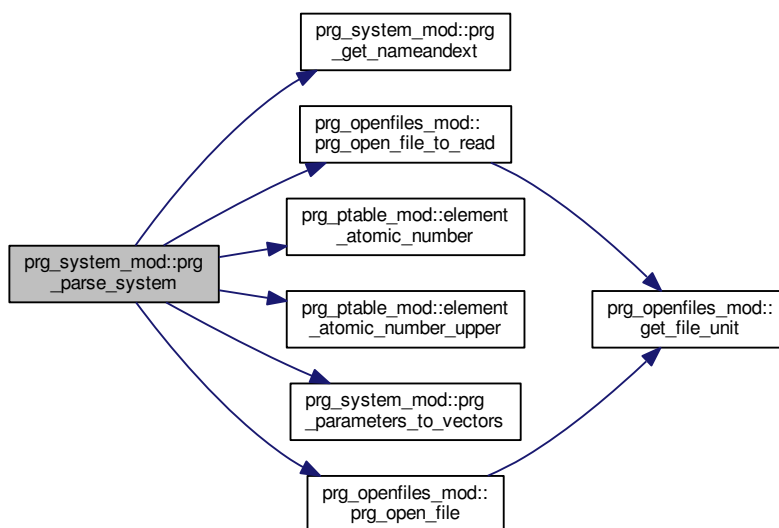 prg_system_mod::prg
_get_nameandext
prg_openfiles_mod::
prg_open_file_to_read
prg_ptable_mod::element
_atomic_number
prg_system_mod::prg
_parse_system
prg_ptable_mod::element
_atomic_number_upper
prg_openfiles_mod::
get_file_unit
prg_system_mod::prg
_parameters_to_vectors
prg_openfiles_mod::
prg_open_file